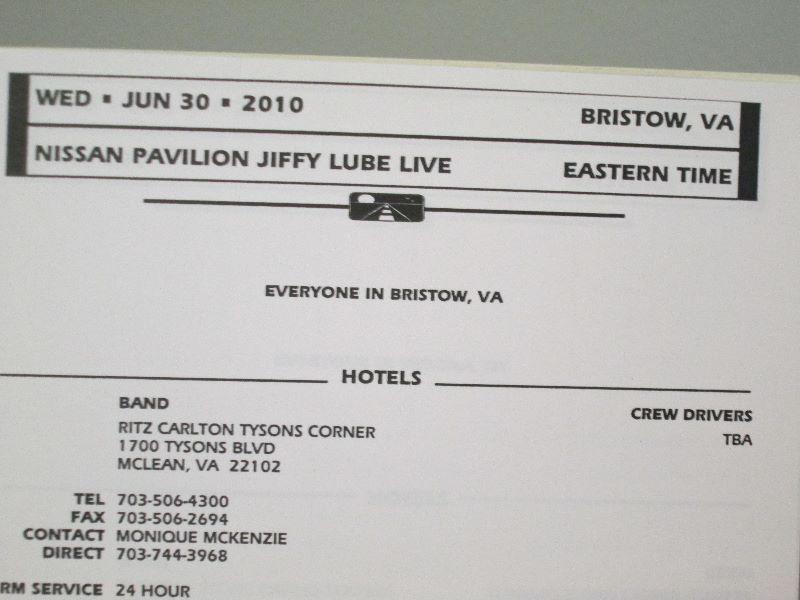 WED ▪ JUN 30 ▪ 2010 BRISTOW, VA
NISSAN PAVILION JIFFY LUBE LIVE EASTERN TIME
EVERYONE IN BRISTOW, VA
HOTELS
BAND CREW DRIVERS
RITZ CARLTON TYSONS CORNER TBA
1700 TYSONS BLVD
MCLEAN, VA 22102
TEL 703-506-4300
FAX 703-506-2694
CONTACT MONIQUE MCKENZIE
DIRECT 703-744-3968
RM SERVICE 24 HOUR